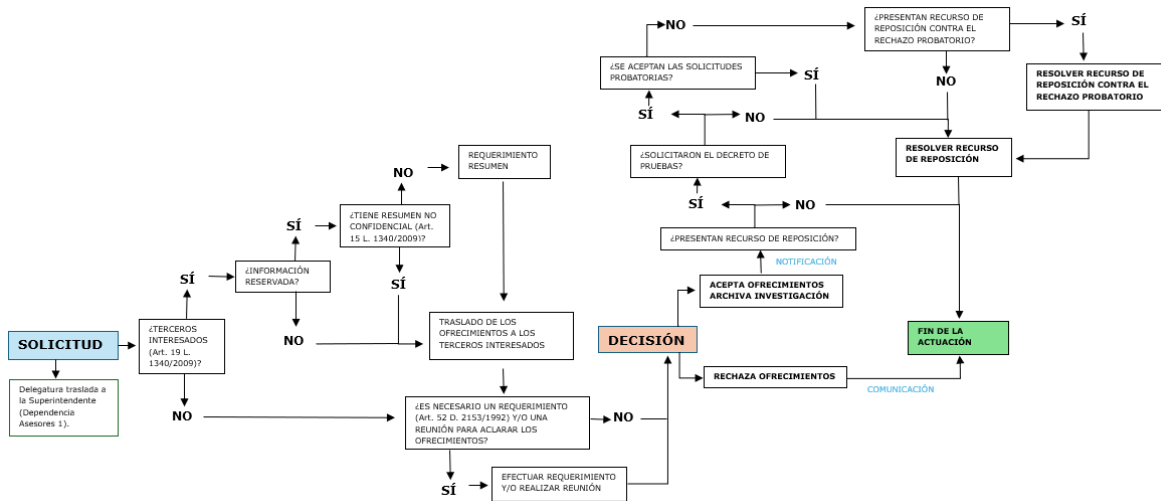 SOLICITUD
Delegatura traslada a
la Superintendente
(Dependencia
Asesores 1).
¿TERCEROS
INTERESADOS
(Art. 19 L.
1340/2009)?
SÍ
NO
¿INFORMACIÓN
RESERVADA?
SÍ
NO
¿TIENE RESUMEN NO
CONFIDENCIAL (Art.
15 L. 1340/2009)?
NO
SÍ
REQUERIMIENTO
RESUMEN
TRASLADO DE LOS
OFRECIMIENTOS A LOS
TERCEROS INTERESADOS
¿ES NECESARIO UN REQUERIMIENTO
(Art. 52 D. 2153/1992) Y/O UNA
REUNIÓN PARA ACLARAR LOS
OFRECIMIENTOS?
NO
SÍ
EFECTUAR REQUERIMIENTO
Y/O REALIZAR REUNIÓN
DECISIÓN
RECHAZA OFRECIMIENTOS
COMUNICACIÓN
ACEPTA OFRECIMIENTOS
ARCHIVA INVESTIGACIÓN
NOTIFICACIÓN
¿PRESENTAN RECURSO DE REPOSICIÓN?
SÍ
NO
¿SOLICITARON EL DECRETO DE
PRUEBAS?
SÍ
NO
¿SE ACEPTAN LAS SOLICITUDES
PROBATORIAS?
SÍ
NO
¿PRESENTAN RECURSO DE
REPOSICIÓN CONTRA EL
RECHAZO PROBATORIO?
SÍ
NO
RESOLVER RECURSO DE
REPOSICIÓN CONTRA EL
RECHAZO PROBATORIO
RESOLVER RECURSO
DE REPOSICIÓN
FIN DE LA
ACTUACIÓN